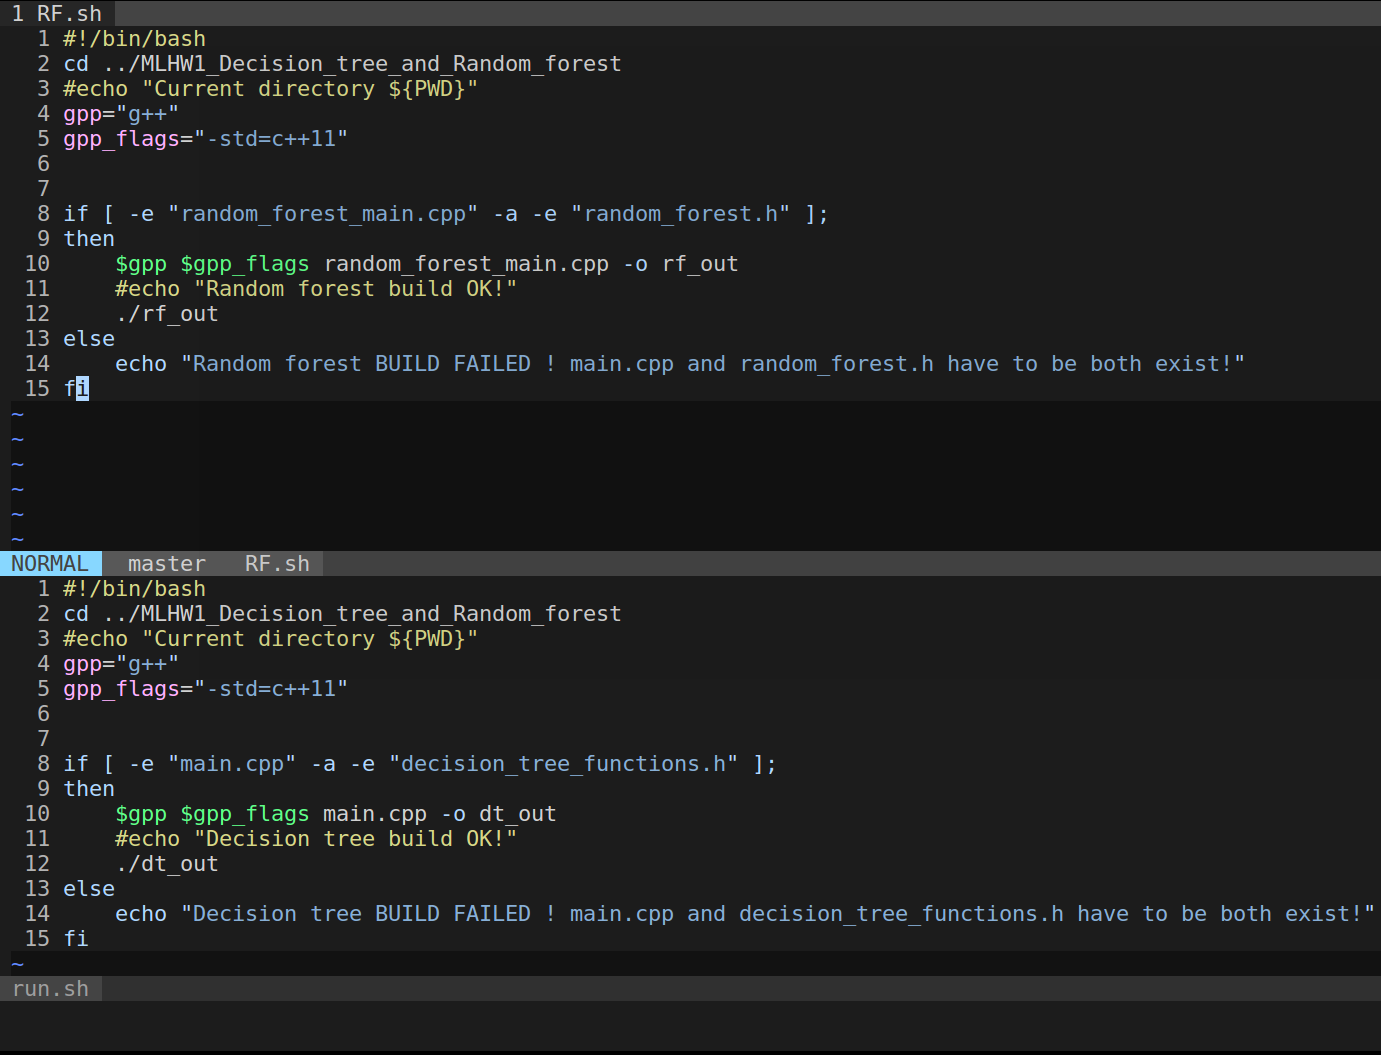 1 RF.sh
1 #!/bin/bash
2 cd ../MLHW1_Decision_tree_and_Random_forest
3 #echo "Current directory ${PWD}"
4 gpp="g++"
5 gpp_flags="-std=c++11"
6
7
8 if [ -e "random_forest_main.cpp" -a -e "random_forest.h" ];
9 then
10     $gpp $gpp_flags random_forest_main.cpp -o rf_out
11     #echo "Random forest build OK!"
12     ./rf_out
13 else
14     echo "Random forest BUILD FAILED ! main.cpp and random_forest.h have to be both exist!"
15 fi
~
~
~
~
~
~
NORMAL   master   RF.sh
1 #!/bin/bash
2 cd ../MLHW1_Decision_tree_and_Random_forest
3 #echo "Current directory ${PWD}"
4 gpp="g++"
5 gpp_flags="-std=c++11"
6
7
8 if [ -e "main.cpp" -a -e "decision_tree_functions.h" ];
9 then
10     $gpp $gpp_flags main.cpp -o dt_out
11     #echo "Decision tree build OK!"
12     ./dt_out
13 else
14     echo "Decision tree BUILD FAILED ! main.cpp and decision_tree_functions.h have to be both exist!"
15 fi
~
run.sh